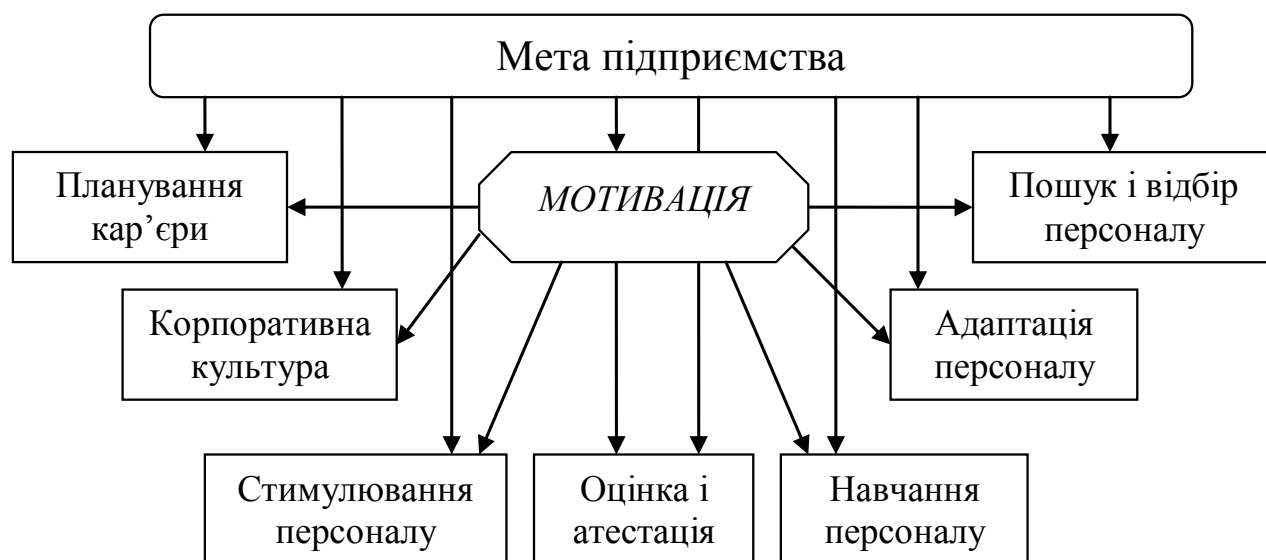 Мета підприємства
Планування
кар’єри
МОТИВАЦІЯ
Пошук і відбір
персоналу
Корпоративна
культура
Адаптація
персоналу
Стимулювання
персоналу
Оцінка і
атестація
Навчання
персоналу